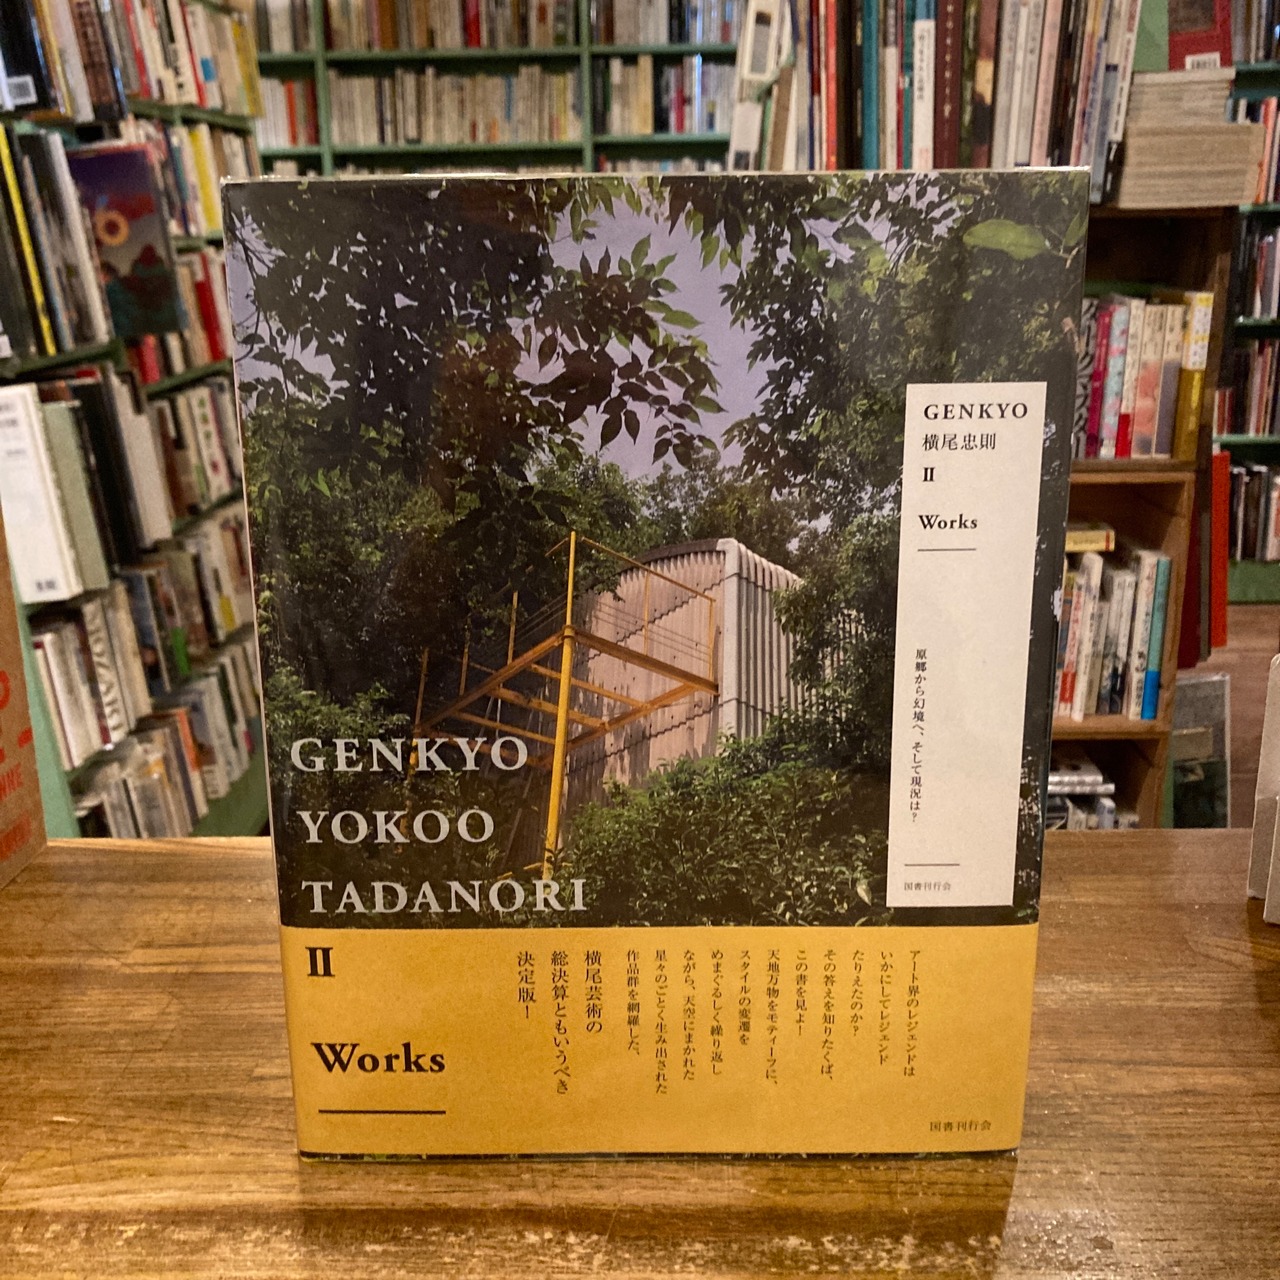 GENKYO
横尾忠則
II
Works
原郷から幻境へ、そして現況は?
国書刊行会
GENKYO
YOKOO
TADANORI
II
Works
アート界のレジェンドは
いかにしてレジェンド
たりえたのか?
その答えを知りたくば、
この書を見よ!
天地万物をモティーフに、
スタイルの変遷を
めまぐるしく繰り返し
ながら、天空にまかれた
星々のごとく生み出された
作品群を網羅した、
横尾芸術の
総決算ともいうべき
決定版!
国書刊行会